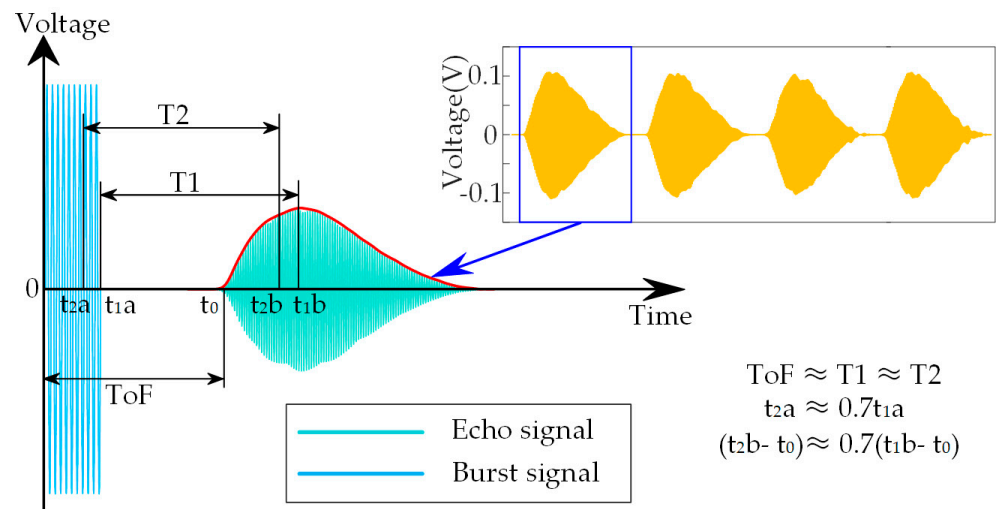 Voltage
T2
T1
0
t2a
t1a
t0
t2b
t1b
Time
ToF
Echo signal
Burst signal
Voltage(V)
0.1
0
-0.1
ToF ≈ T1 ≈ T2
t2a ≈ 0.7t1a
(t2b- t0)≈ 0.7(t1b- t0)